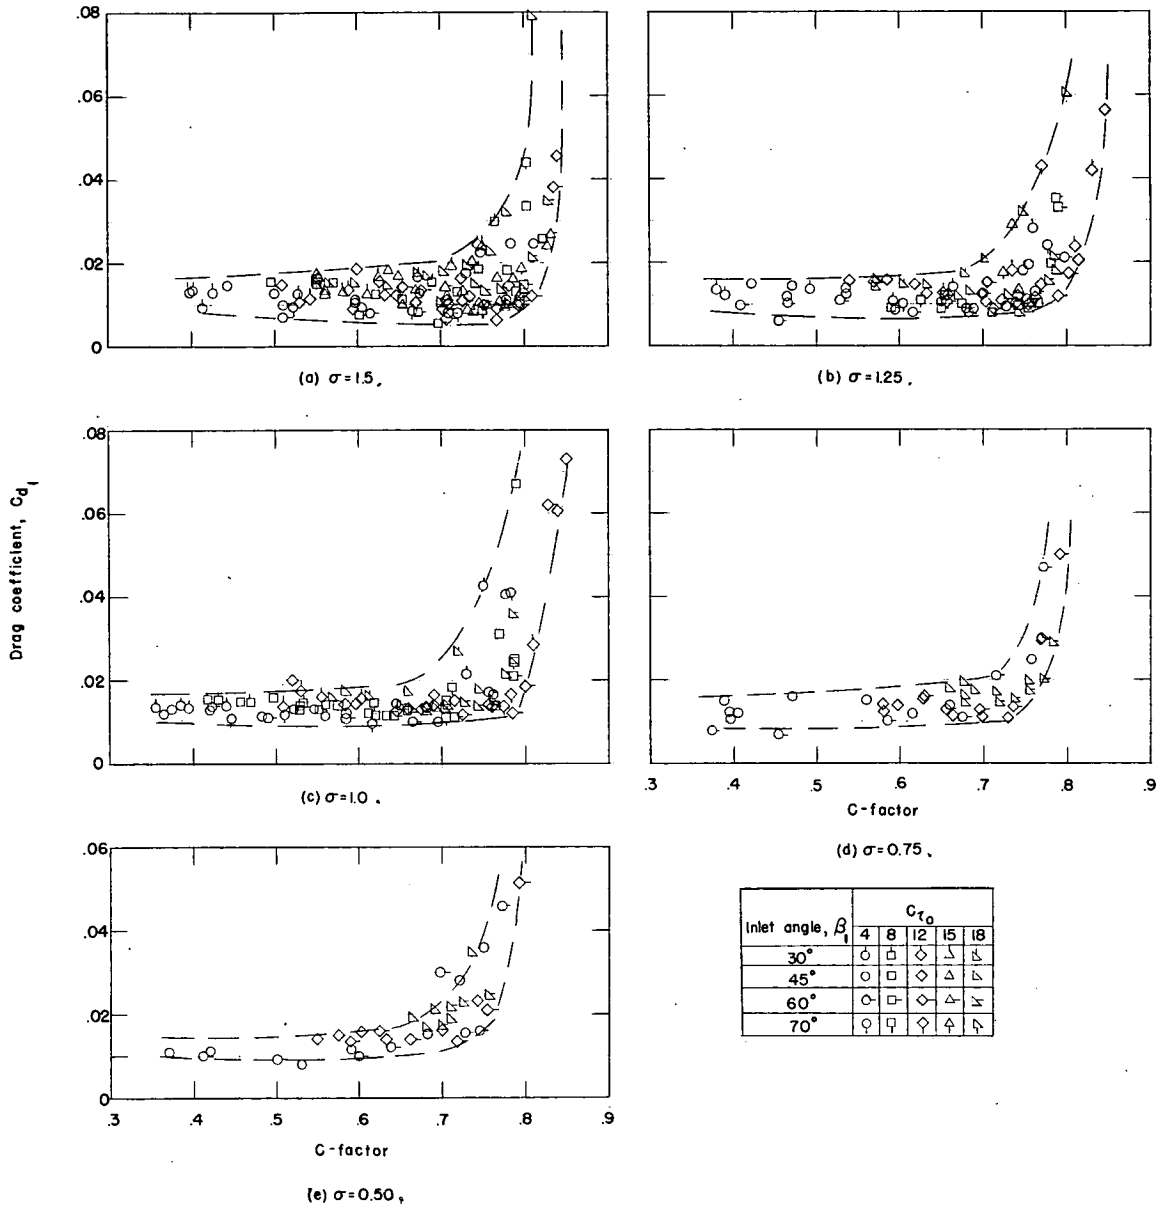 .08
.06
.04
.02
0
(a) σ=1.5 .
(b) σ=1.25 .
Drag coefficient, Cd1
.08
.06
.04
.02
0
(c) σ=1.0 .
.3 .4 .5 .6 .7 .8 .9
C-factor
(d) σ=0.75 .
.06
.04
.02
0
.3 .4 .5 .6 .7 .8 .9
C-factor
(e) σ=0.50 .
Inlet angle, β1
Cτ0
4 8 12 15 18
30°
45°
60°
70°